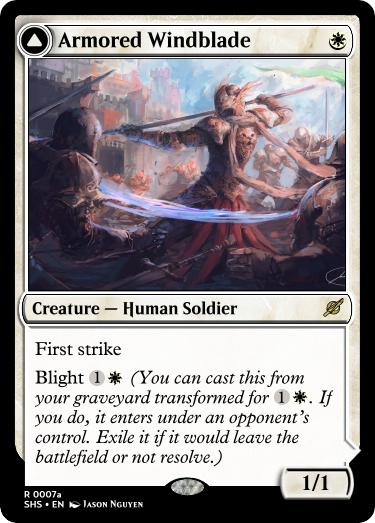 Armored Windblade
Creature — Human Soldier
First strike
Blight 1 (You can cast this from
your graveyard transformed for 1 . If
you do, it enters under an opponent's
control. Exile it if it would leave the
battlefield or not resolve.)
1/1
R 0007a
SHS • EN Jason Nguyen